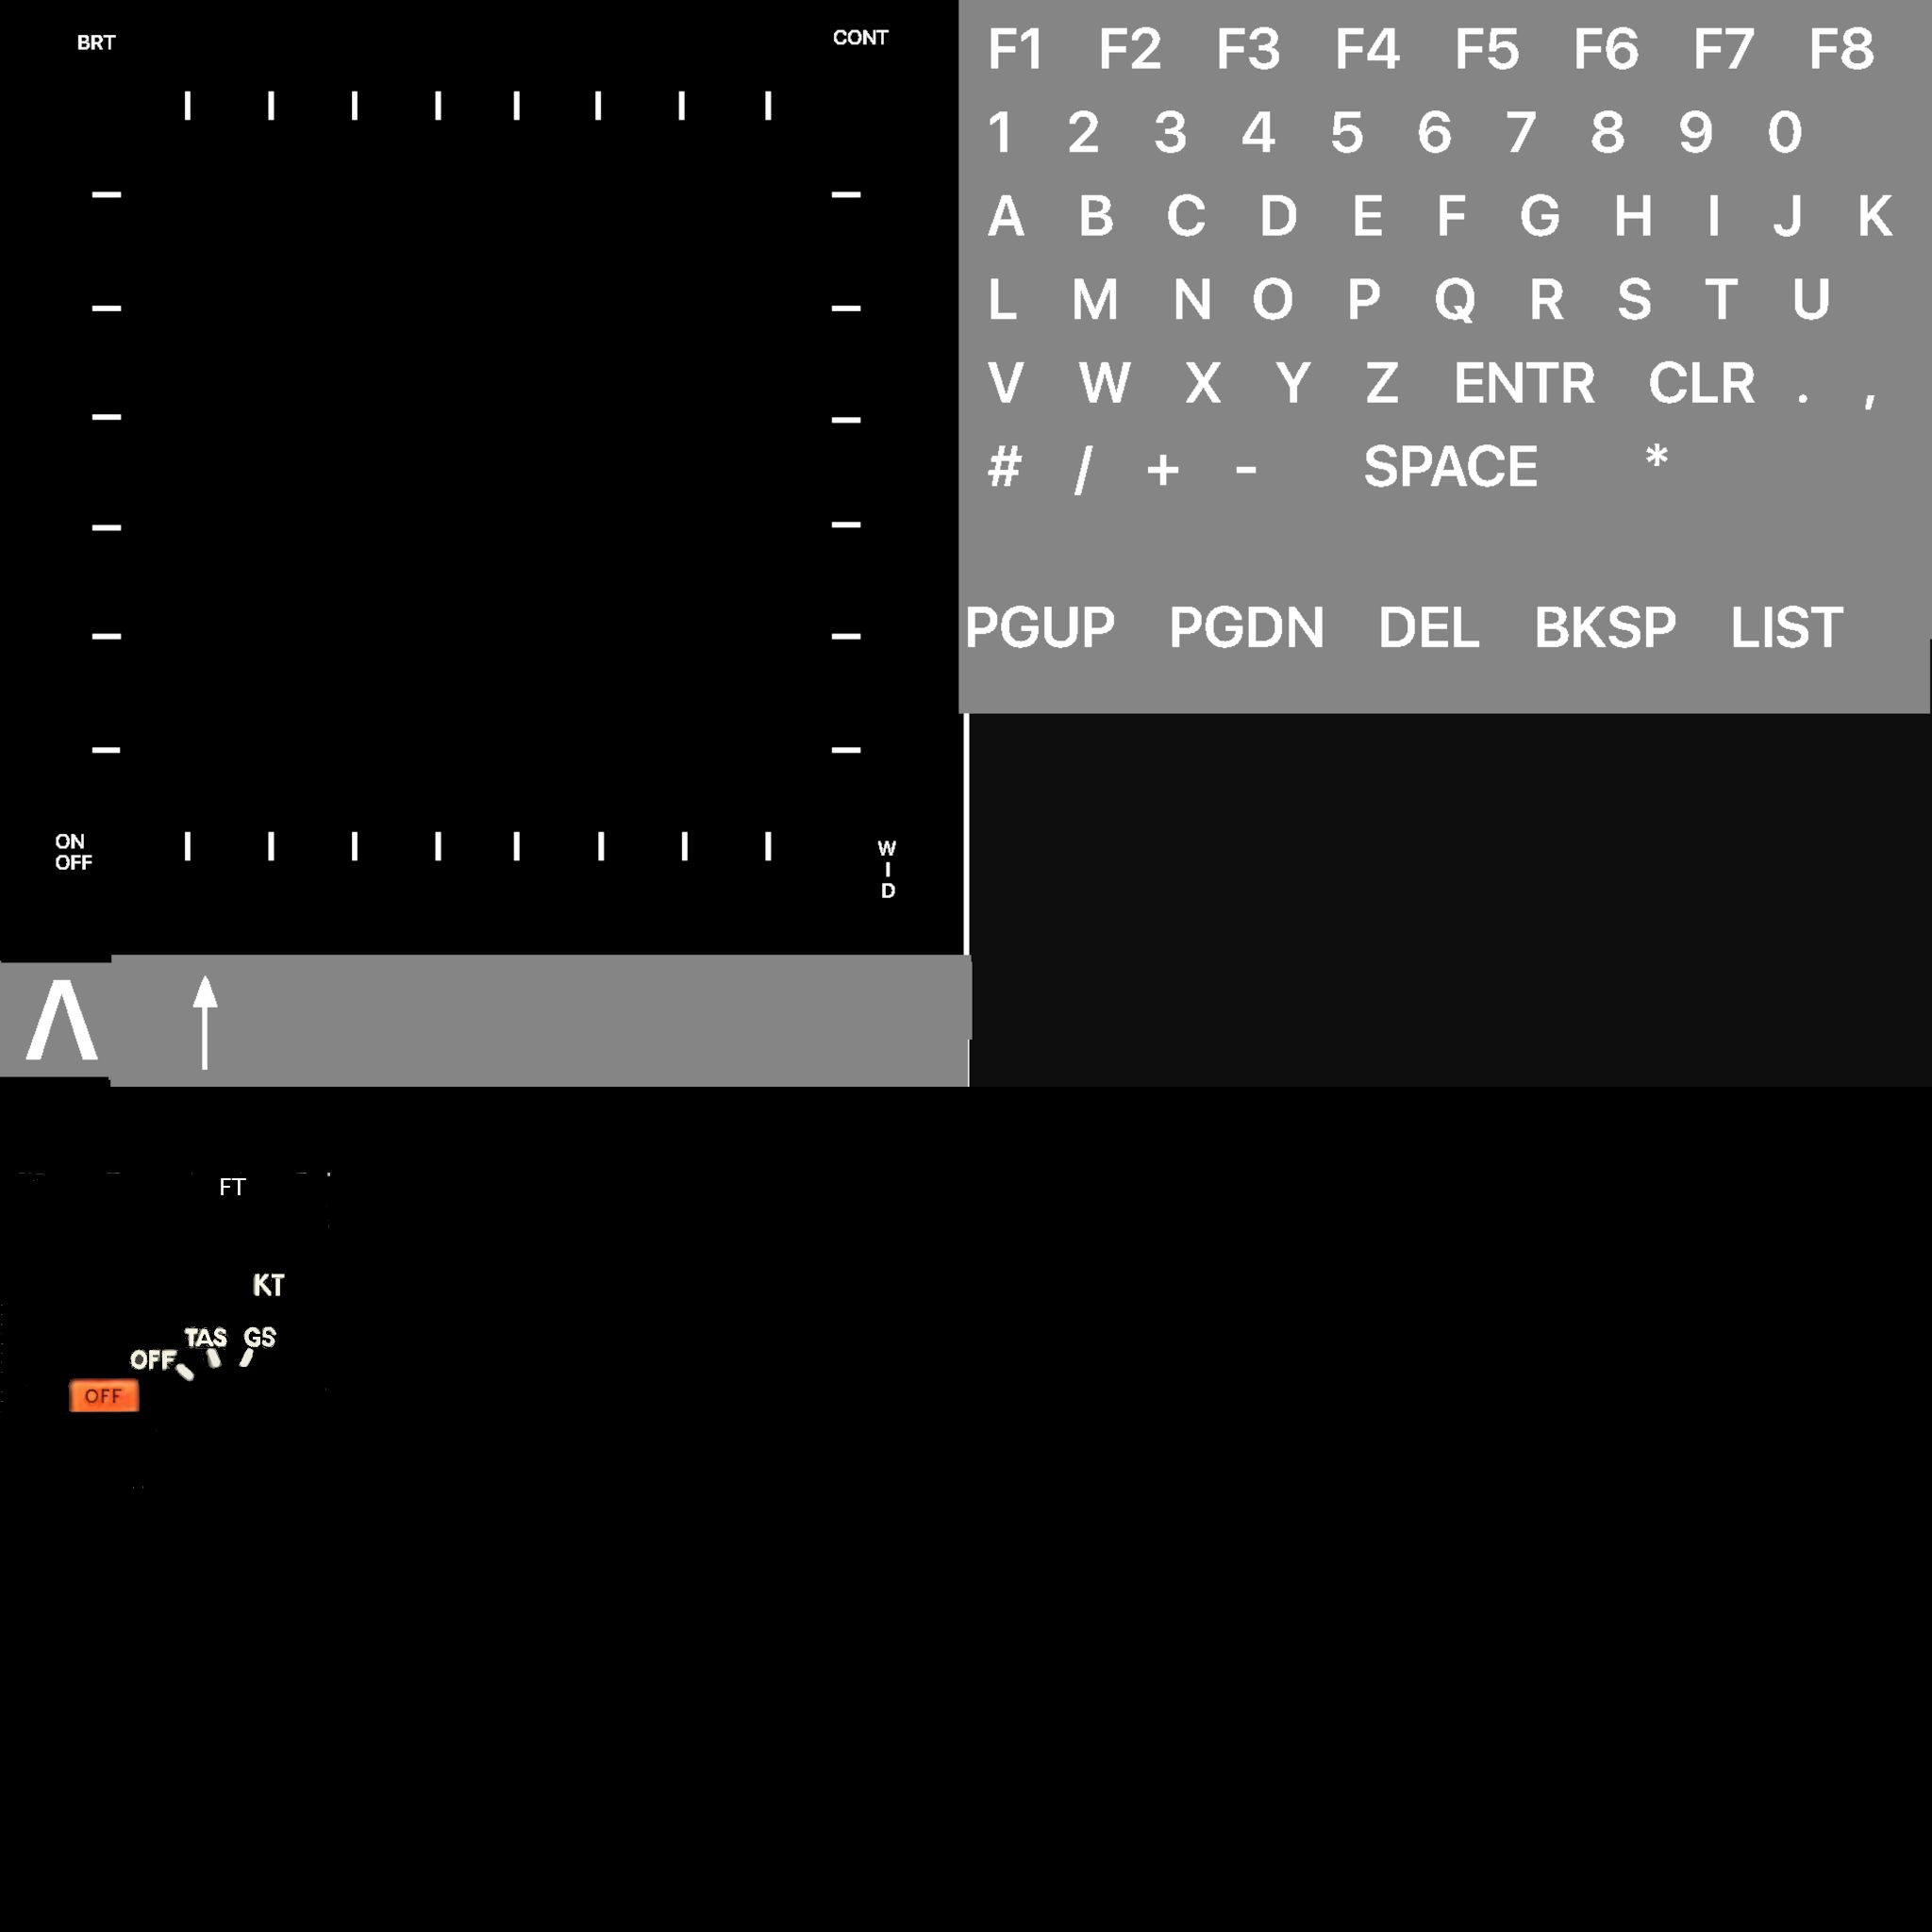 BRT
CONT
ON
OFF
W
I
D
F1 F2 F3 F4 F5 F6 F7 F8
1 2 3 4 5 6 7 8 9 0
A B C D E F G H I J K
L M N O P Q R S T U
V W X Y Z ENTR CLR . ,
# / + - SPACE *
PGUP PGDN DEL BKSP LIST
FT
KT
TAS GS
OFF
OFF